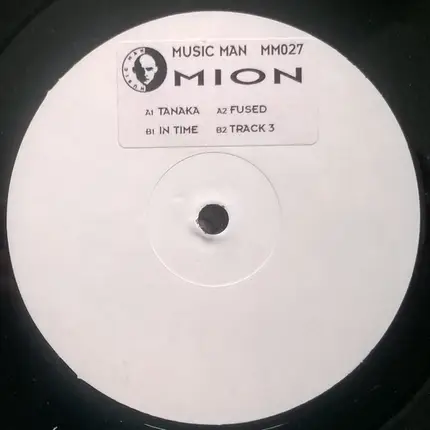 MUSIC MAN MM027
MION
A1 TANAKA A2 FUSED
B1 IN TIME B2 TRACK 3